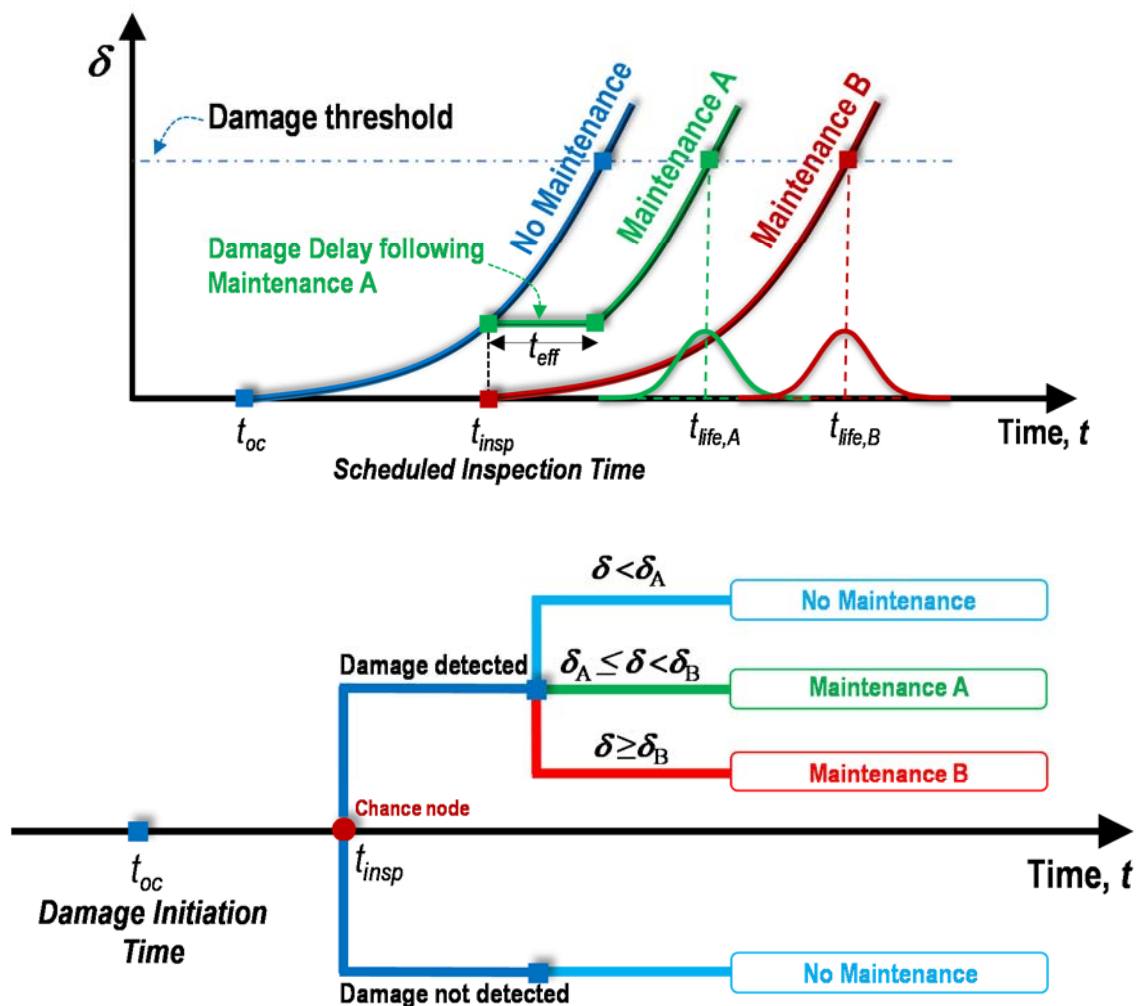 δ
Damage threshold
No Maintenance
Maintenance A
Maintenance B
Damage Delay following
Maintenance A
t_eff
t_oc
t_insp
t_life,A
t_life,B
Time, t
Scheduled Inspection Time
δ<δ_A
No Maintenance
Damage detected
δ_A ≤ δ<δ_B
Maintenance A
δ≥δ_B
Maintenance B
Chance node
t_oc
t_insp
Time, t
Damage Initiation
Time
Damage not detected
No Maintenance